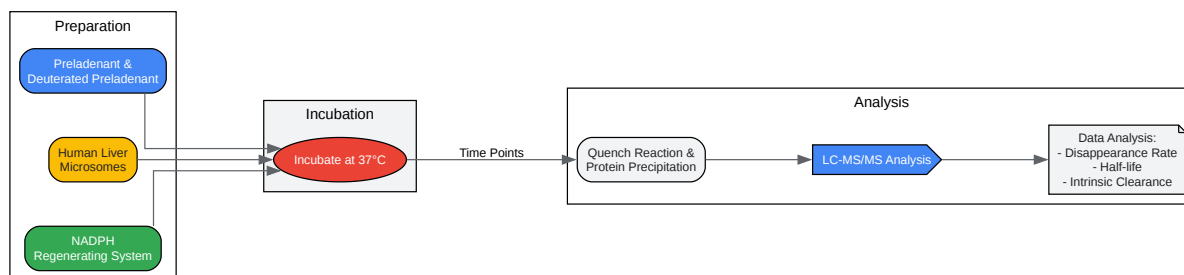 Preparation
Preladenant &
Deuterated Preladenant
Human Liver
Microsomes
NADPH
Regenerating System
Incubation
Incubate at 37°C
Time Points
Analysis
Quench Reaction &
Protein Precipitation
LC-MS/MS Analysis
Data Analysis:
- Disappearance Rate
- Half-life
- Intrinsic Clearance